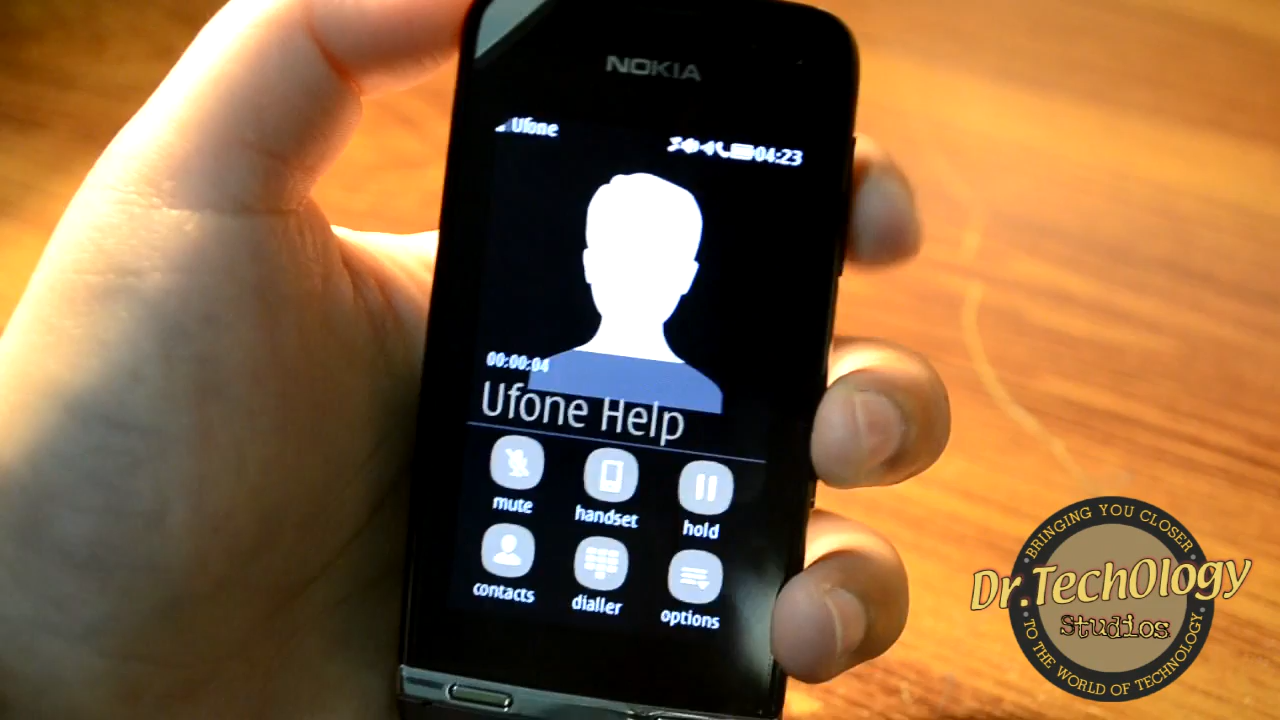 NOKIA
Ufone
04:23
00:00:04
Ufone Help
mute handset hold
contacts dialler options
BRINGING YOU CLOSER
Dr.TechOlogy
studios
TO THE WORLD OF TECHNOLOGY